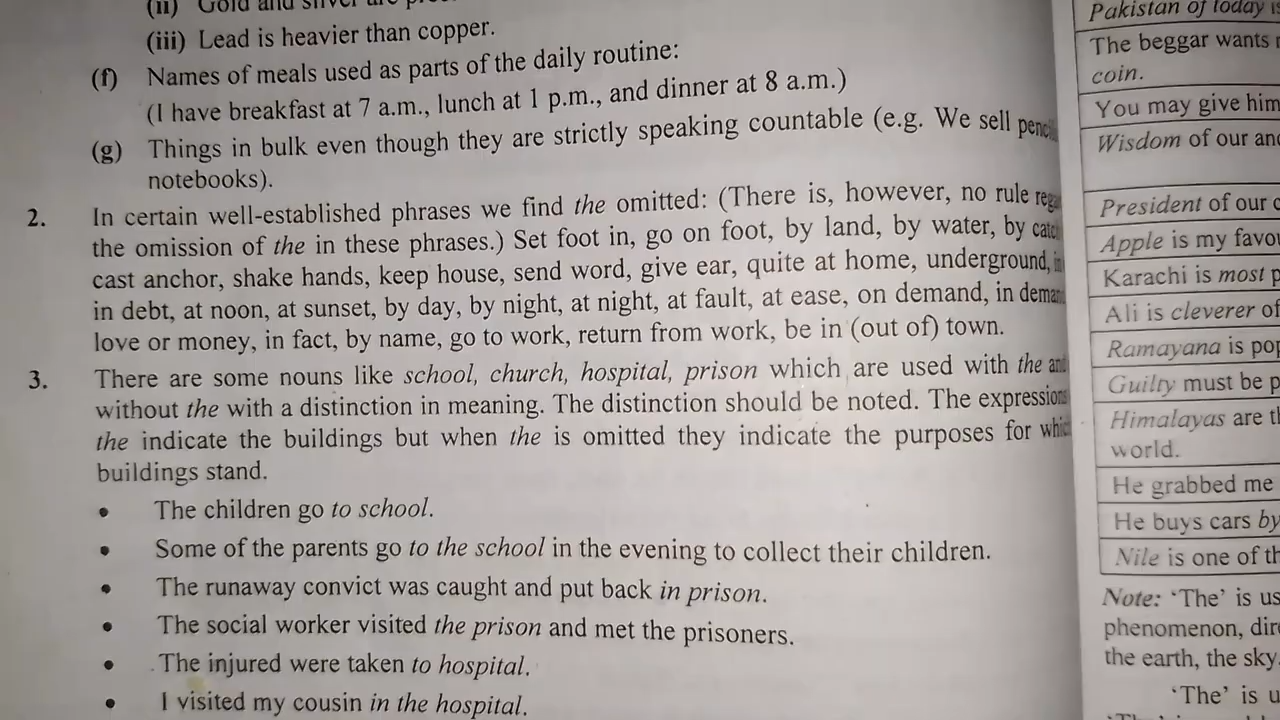 (ii) Gold and silver are
(iii) Lead is heavier than copper.
(f) Names of meals used as parts of the daily routine:
(I have breakfast at 7 a.m., lunch at 1 p.m., and dinner at 8 a.m.)
(g) Things in bulk even though they are strictly speaking countable (e.g. We sell
notebooks).
2. In certain well-established phrases we find the omitted: (There is, however, no rule
the omission of the in these phrases.) Set foot in, go on foot, by land, by water, by
cast anchor, shake hands, keep house, send word, give ear, quite at home, underground,
in debt, at noon, at sunset, by day, by night, at night, at fault, at ease, on demand, in
love or money, in fact, by name, go to work, return from work, be in (out of) town.
3. There are some nouns like school, church, hospital, prison which are used with the
without the with a distinction in meaning. The distinction should be noted. The
the indicate the buildings but when the is omitted they indicate the purposes for
buildings stand.
• The children go to school.
• Some of the parents go to the school in the evening to collect their children.
• The runaway convict was caught and put back in prison.
• The social worker visited the prison and met the prisoners.
• The injured were taken to hospital.
• I visited my cousin in the hospital.
Pakistan of today
The beggar wants
coin.
You may give him
Wisdom of our
President of our
Apple is my
Karachi is most
Ali is cleverer
Ramayana is
Guilty must be
Himalayas are
world.
He grabbed me
He buys cars by
Nile is one of
Note: ‘The’ is
phenomenon,
the earth, the sky
‘The’ is